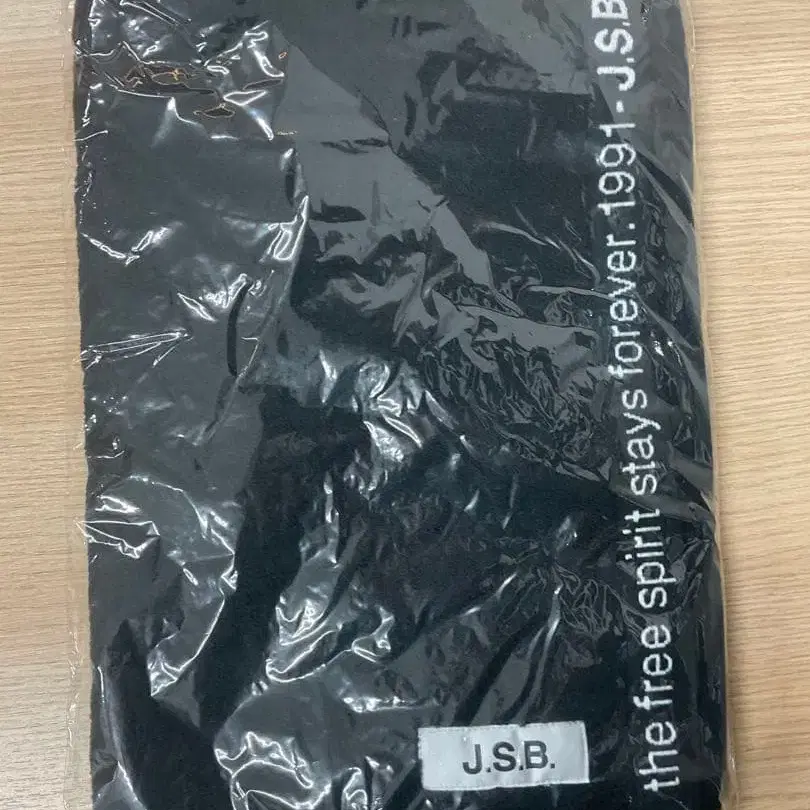 the free spirit stays forever. 1991 - J.S.B
J.S.B.